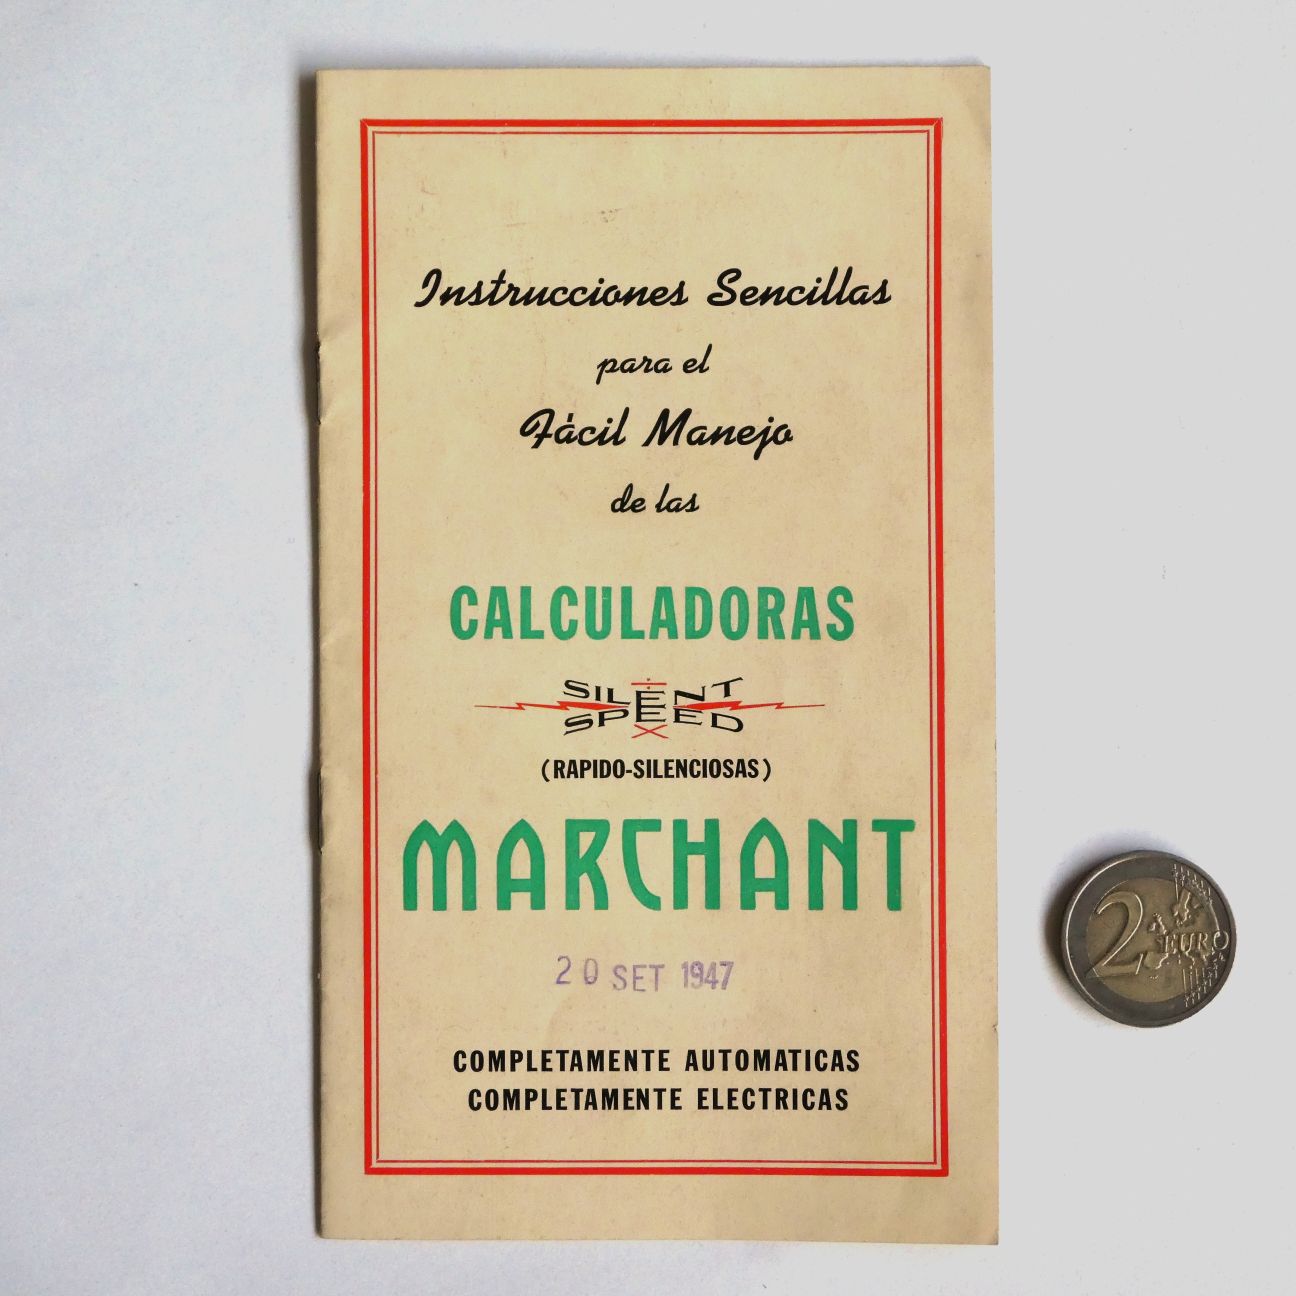 Instrucciones Sencillas
para el
Fácil Manejo
de las
CALCULADORAS
SILENT
SPEED
(RAPIDO-SILENCIOSAS)
MARCHANT
20 SET 1947
COMPLETAMENTE AUTOMATICAS
COMPLETAMENTE ELECTRICAS
2 EURO